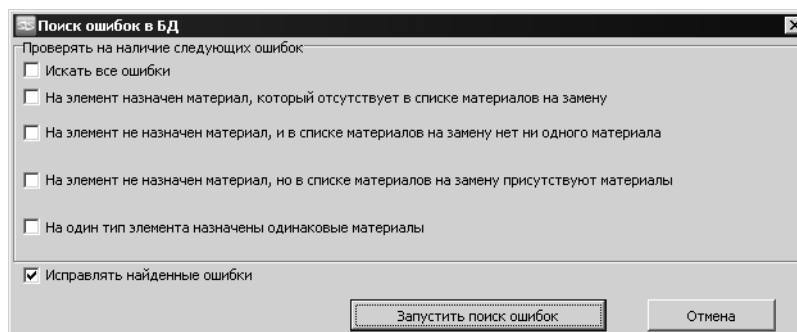 Поиск ошибок в БД
Проверять на наличие следующих ошибок
Искать все ошибки
На элемент назначен материал, который отсутствует в списке материалов на замену
На элемент не назначен материал, и в списке материалов на замену нет ни одного материала
На элемент не назначен материал, но в списке материалов на замену присутствуют материалы
На один тип элемента назначены одинаковые материалы
Исправлять найденные ошибки
Запустить поиск ошибок
Отмена